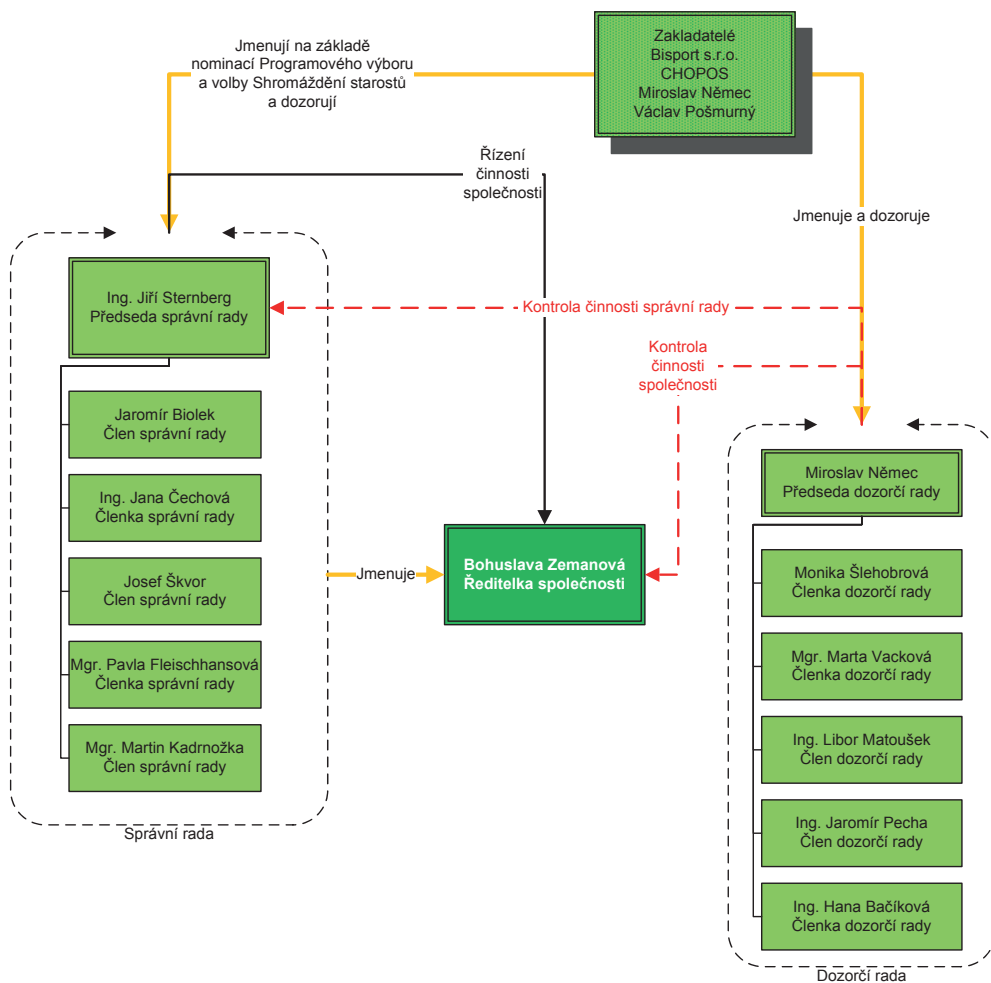 Zakladatelé
Bisport s.r.o.
CHOPOS
Miroslav Němec
Václav Pošmurný
Jmenují na základě
nominací Programového výboru
a volby Shromáždění starostů
a dozorují
Řízení
činnosti
společnosti
Jmenuje a dozoruje
Ing. Jiří Sternberg
Předseda správní rady
Kontrola činnosti správní rady
Kontrola
činnosti
společnosti
Jaromír Biolek
Člen správní rady
Ing. Jana Čechová
Členka správní rady
Josef Škvor
Člen správní rady
Mgr. Pavla Fleischhansová
Členka správní rady
Mgr. Martin Kadrnožka
Člen správní rady
Správní rada
Jmenuje
Bohuslava Zemanová
Ředitelka společnosti
Miroslav Němec
Předseda dozorčí rady
Monika Šlehobrová
Členka dozorčí rady
Mgr. Marta Vacková
Členka dozorčí rady
Ing. Libor Matoušek
Člen dozorčí rady
Ing. Jaromír Pecha
Člen dozorčí rady
Ing. Hana Bačíková
Členka dozorčí rady
Dozorčí rada